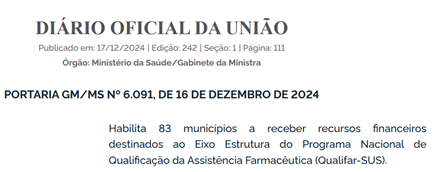 DIÁRIO OFICIAL DA UNIÃO
Publicado em: 17/12/2024 | Edição: 242 | Seção: 1 | Página: 111
Órgão: Ministério da Saúde/Gabinete da Ministra
PORTARIA GM/MS Nº 6.091, DE 16 DE DEZEMBRO DE 2024
Habilita 83 municípios a receber recursos financeiros
destinados ao Eixo Estrutura do Programa Nacional de
Qualificação da Assistência Farmacêutica (Qualifar-SUS).